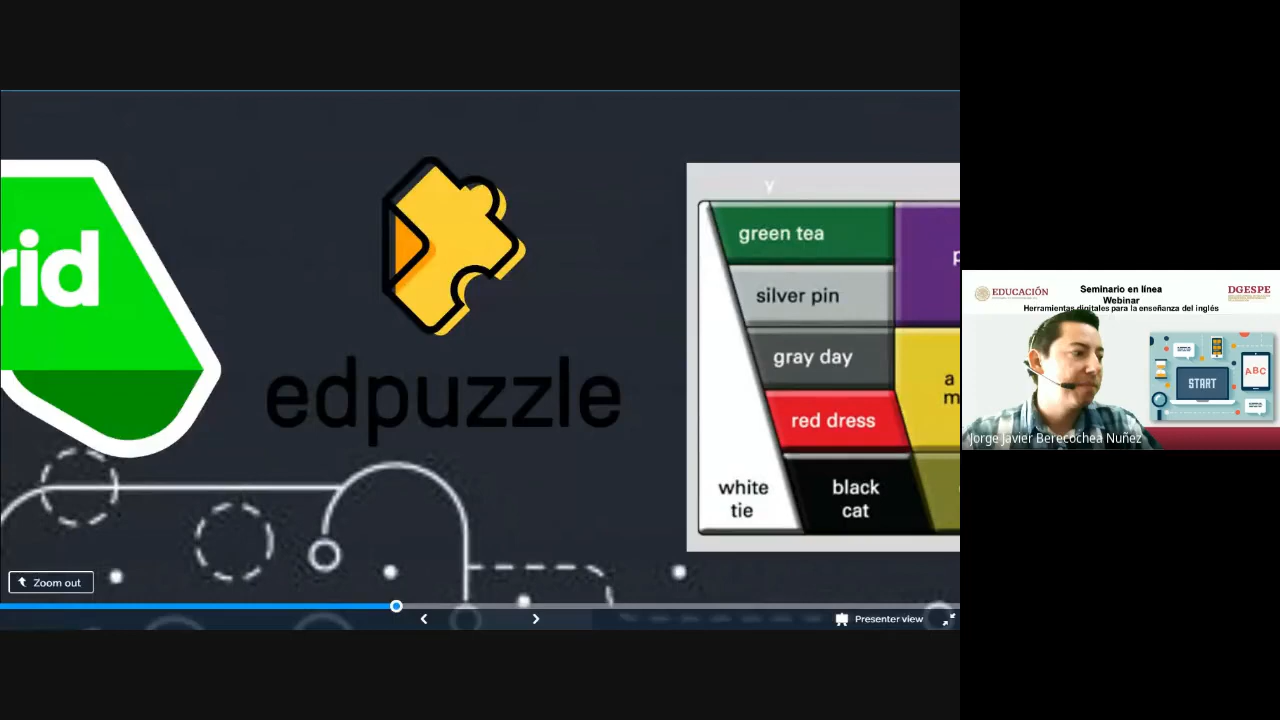 rid
edpuzzle
y
green tea
silver pin
gray day
red dress
white
tie
black
cat
p
a
m
Zoom out
Presenter view
EDUCACIÓN
Seminario en línea
Webinar
Herramientas digitales para la enseñanza del inglés
DGESPE
START
ABC
Jorge Javier Berecochea Nuñez